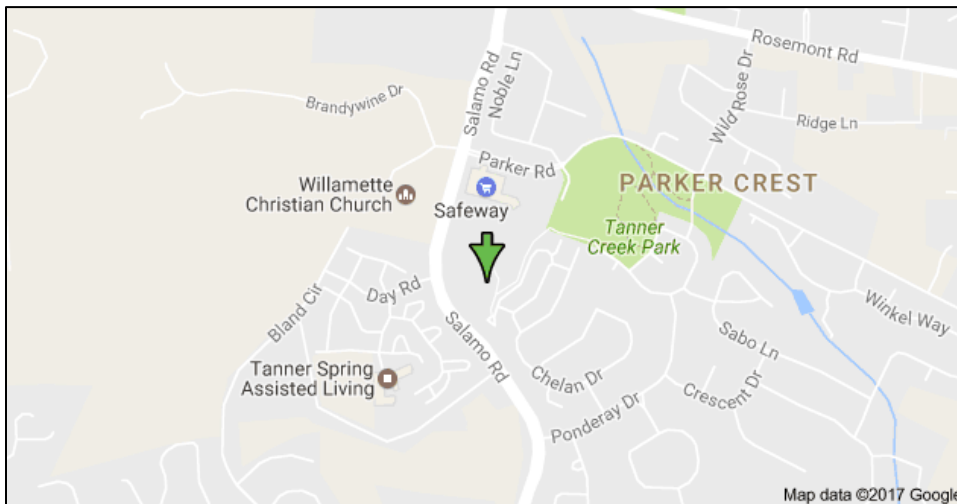 Rosemont Rd
Salamo Rd
Noble Ln
Wild Rose Dr
Brandywine Dr
Ridge Ln
Parker Rd
Willamette
Christian Church
Safeway
PARKER CREST
Tanner
Creek Park
Day Rd
Bland Cir
Winkel Way
Salamo Rd
Sabo Ln
Tanner Spring
Assisted Living
Chelan Dr
Crescent Dr
Ponderay Dr
Map data ©2017 Google